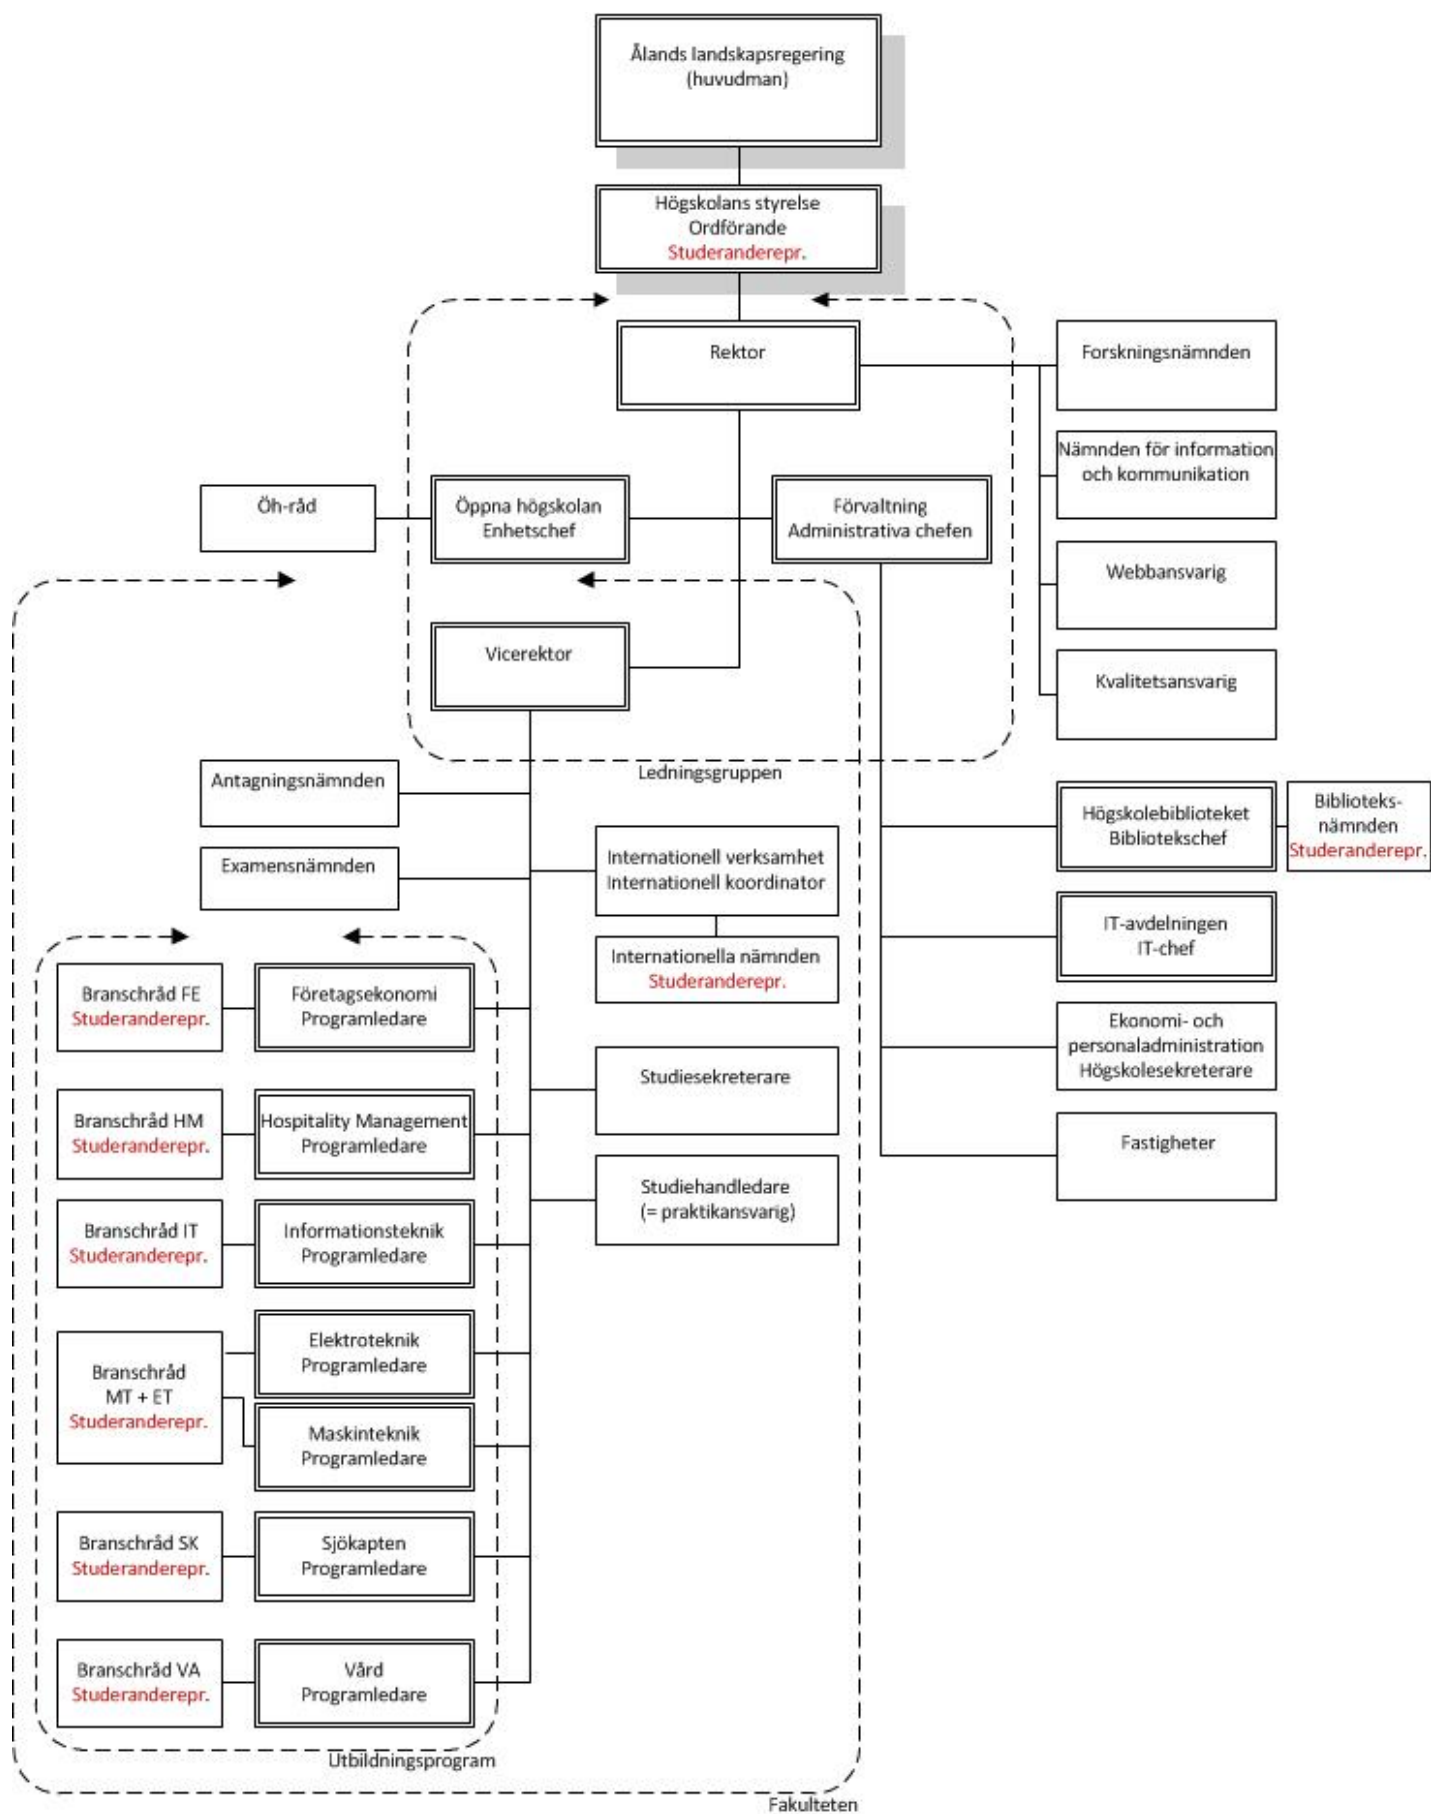 Ålands landskapsregering
(huvudman)
Högskolans styrelse
Ordförande
Studeranderepr.
Rektor
Forskningsnämnden
Nämnden för information
och kommunikation
Webbansvarig
Kvalitetsansvarig
Öh-råd
Öppna högskolan
Enhetschef
Förvaltning
Administrativa chefen
Vicerektor
Ledningsgruppen
Antagningsnämnden
Examensnämnden
Internationell verksamhet
Internationell koordinator
Internationella nämnden
Studeranderepr.
Högskolebiblioteket
Bibliotekschef
Biblioteks-
nämnden
Studeranderepr.
IT-avdelningen
IT-chef
Ekonomi- och
personaladministration
Högskolesekreterare
Fastigheter
Studiesekreterare
Studiehandledare
(= praktikansvarig)
Branschråd FE
Studeranderepr.
Företagsekonomi
Programledare
Branschråd HM
Studeranderepr.
Hospitality Management
Programledare
Branschråd IT
Studeranderepr.
Informationsteknik
Programledare
Branschråd
MT + ET
Studeranderepr.
Elektroteknik
Programledare
Maskinteknik
Programledare
Branschråd SK
Studeranderepr.
Sjökapten
Programledare
Branschråd VA
Studeranderepr.
Vård
Programledare
Utbildningsprogram
Fakulteten